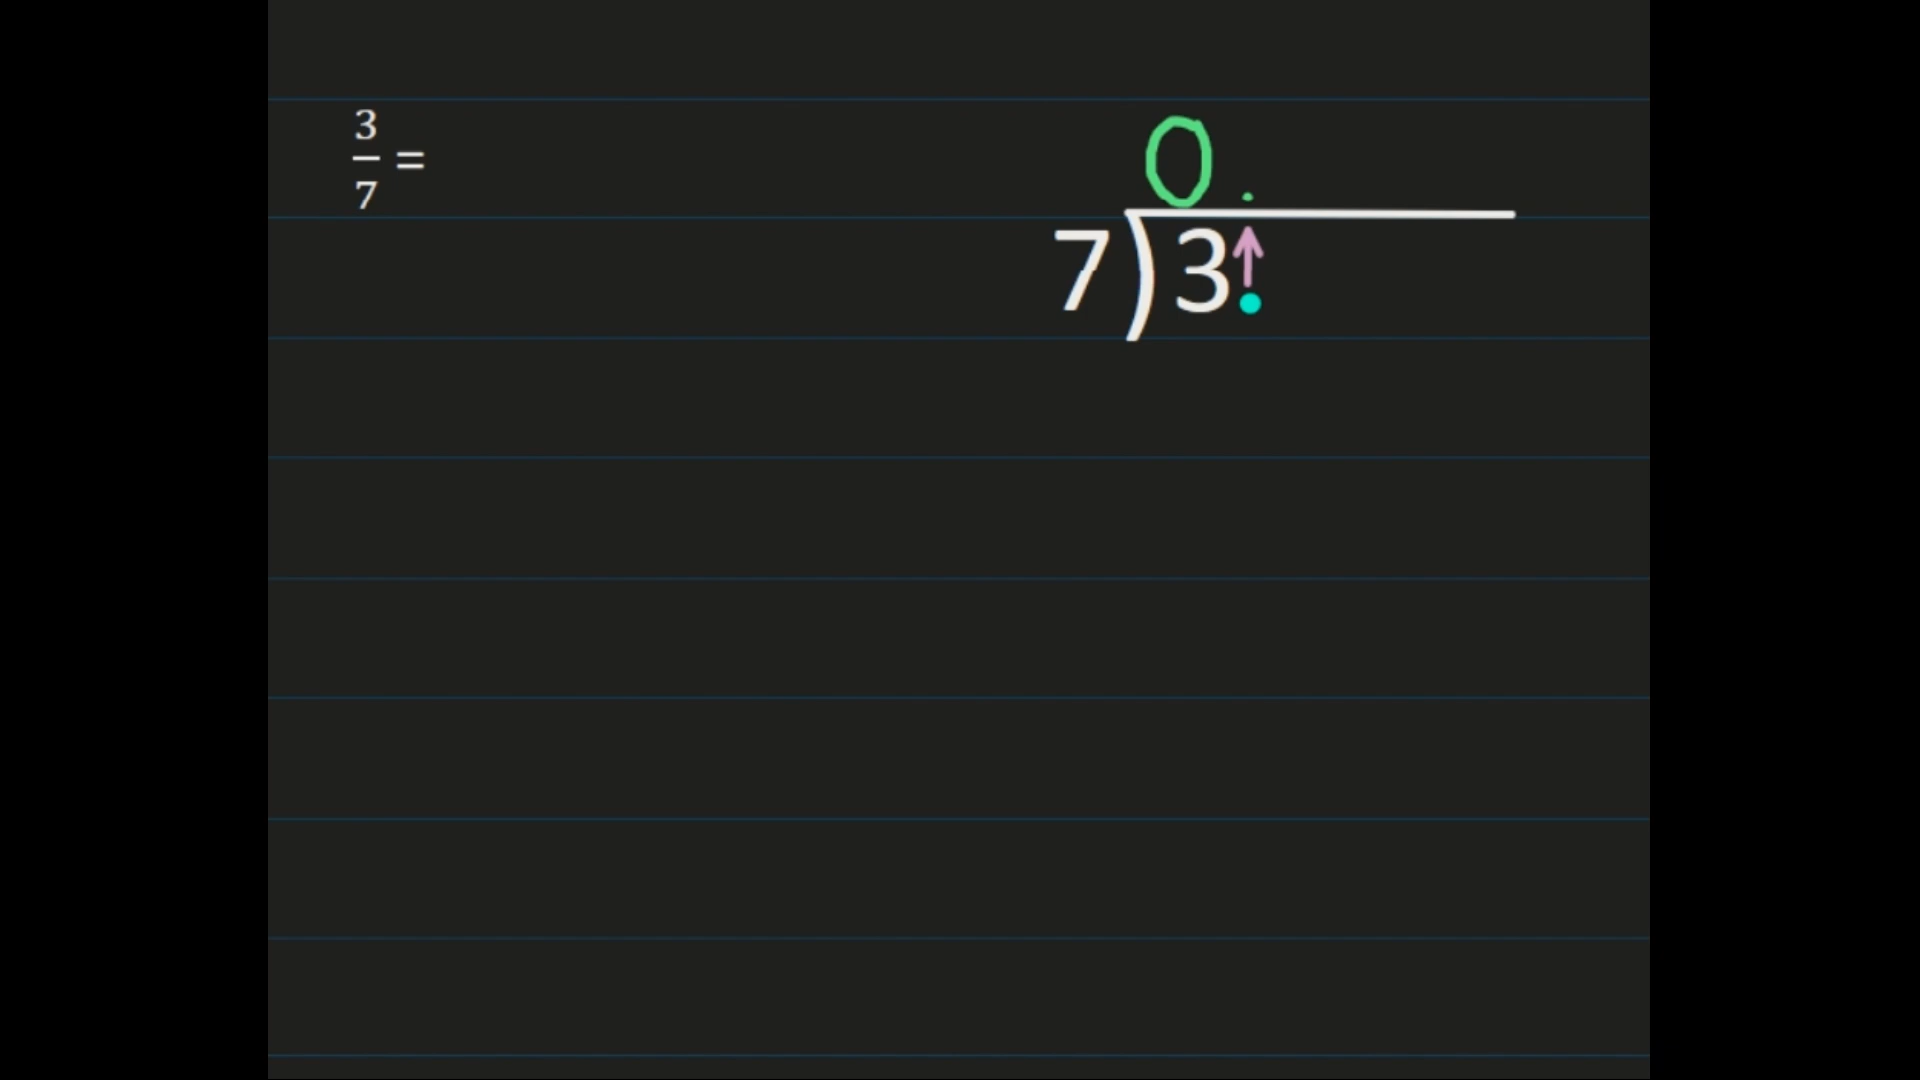 3/7 =
0.
7)3.